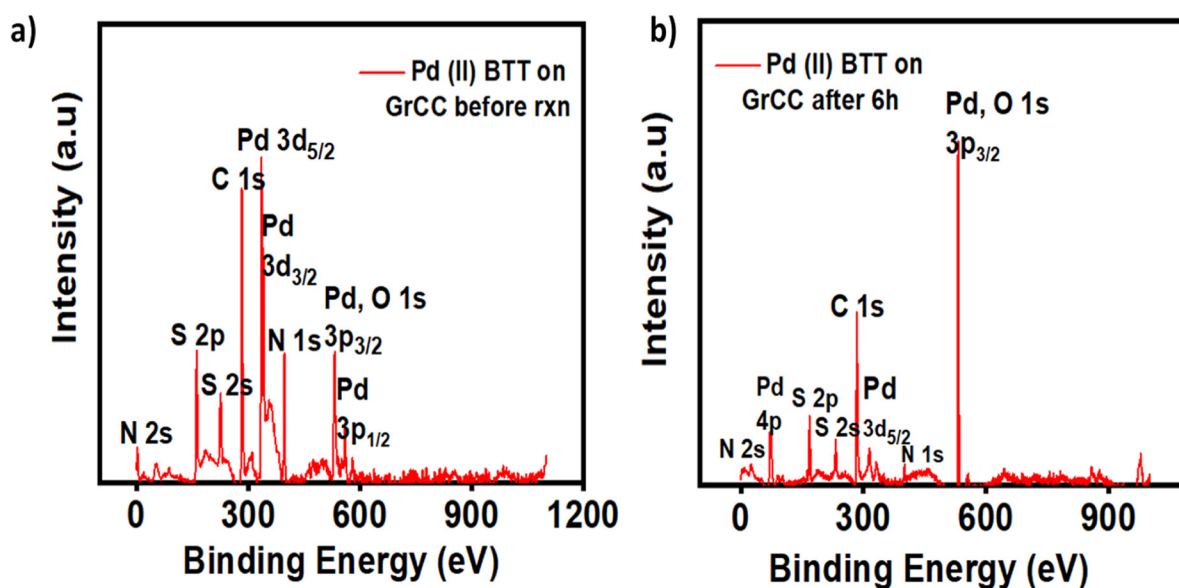 a)
Intensity (a.u)
Pd (II) BTT on
GrCC before rxn
Pd 3d5/2
C 1s
Pd
3d3/2
Pd, O 1s
3p3/2
S 2p
N 1s
S 2s
Pd
3p1/2
N 2s
0 300 600 900 1200
Binding Energy (eV)
b)
Intensity (a.u)
Pd (II) BTT on
GrCC after 6h
Pd, O 1s
3p3/2
C 1s
Pd
4p
S 2p
Pd
S 2s
3d5/2
N 2s
N 1s
0 300 600 900
Binding Energy (eV)